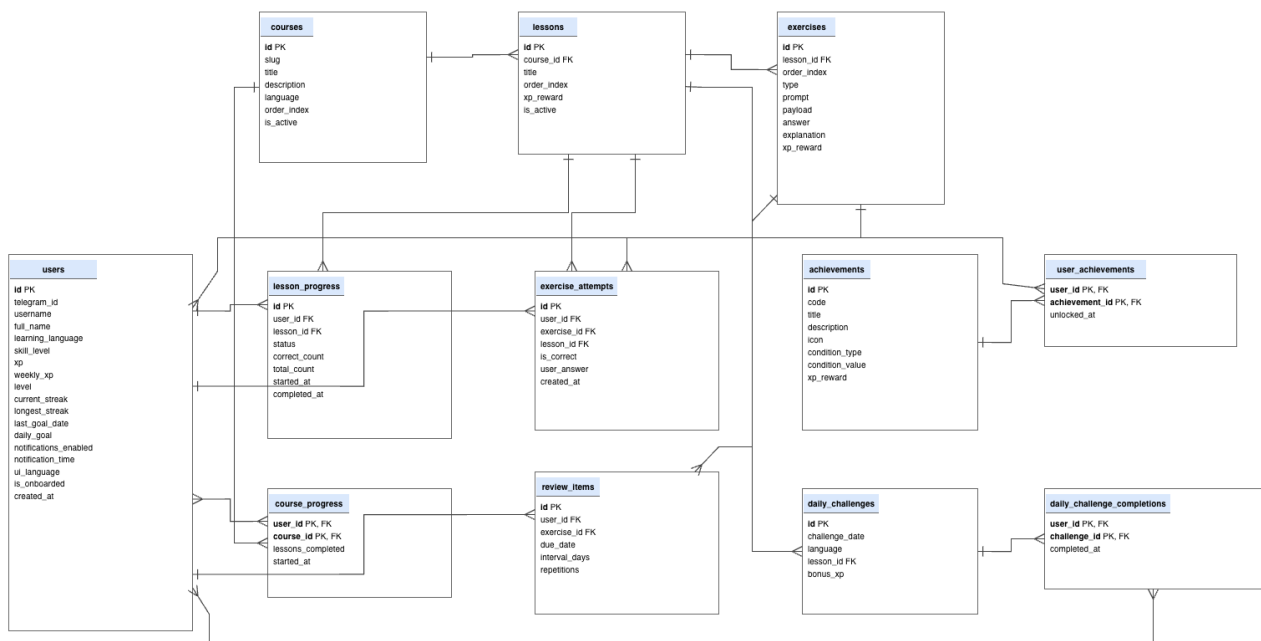 courses
id PK
slug
title
description
language
order_index
is_active
lessons
id PK
course_id FK
title
order_index
xp_reward
is_active
exercises
id PK
lesson_id FK
order_index
type
prompt
payload
answer
explanation
xp_reward
users
id PK
telegram_id
username
full_name
learning_language
skill_level
xp
weekly_xp
level
current_streak
longest_streak
last_goal_date
daily_goal
notifications_enabled
notification_time
ui_language
is_onboarded
created_at
lesson_progress
id PK
user_id FK
lesson_id FK
status
correct_count
total_count
started_at
completed_at
exercise_attempts
id PK
user_id FK
exercise_id FK
lesson_id FK
is_correct
user_answer
created_at
achievements
id PK
code
title
description
icon
condition_type
condition_value
xp_reward
user_achievements
user_id PK, FK
achievement_id PK, FK
unlocked_at
course_progress
user_id PK, FK
course_id PK, FK
lessons_completed
started_at
review_items
id PK
user_id FK
exercise_id FK
due_date
interval_days
repetitions
daily_challenges
id PK
challenge_date
language
lesson_id FK
bonus_xp
daily_challenge_completions
user_id PK, FK
challenge_id PK, FK
completed_at